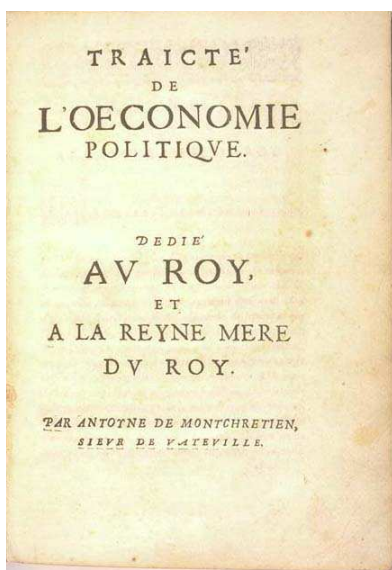 TRAICTE'
DE
L'OECONOMIE
POLITIQVE.
DEDIE'
AV ROY,
ET
A LA REYNE MERE
DV ROY.
PAR ANTOYNE DE MONTCHRETIEN,
SIEVR DE VATEVILLE.